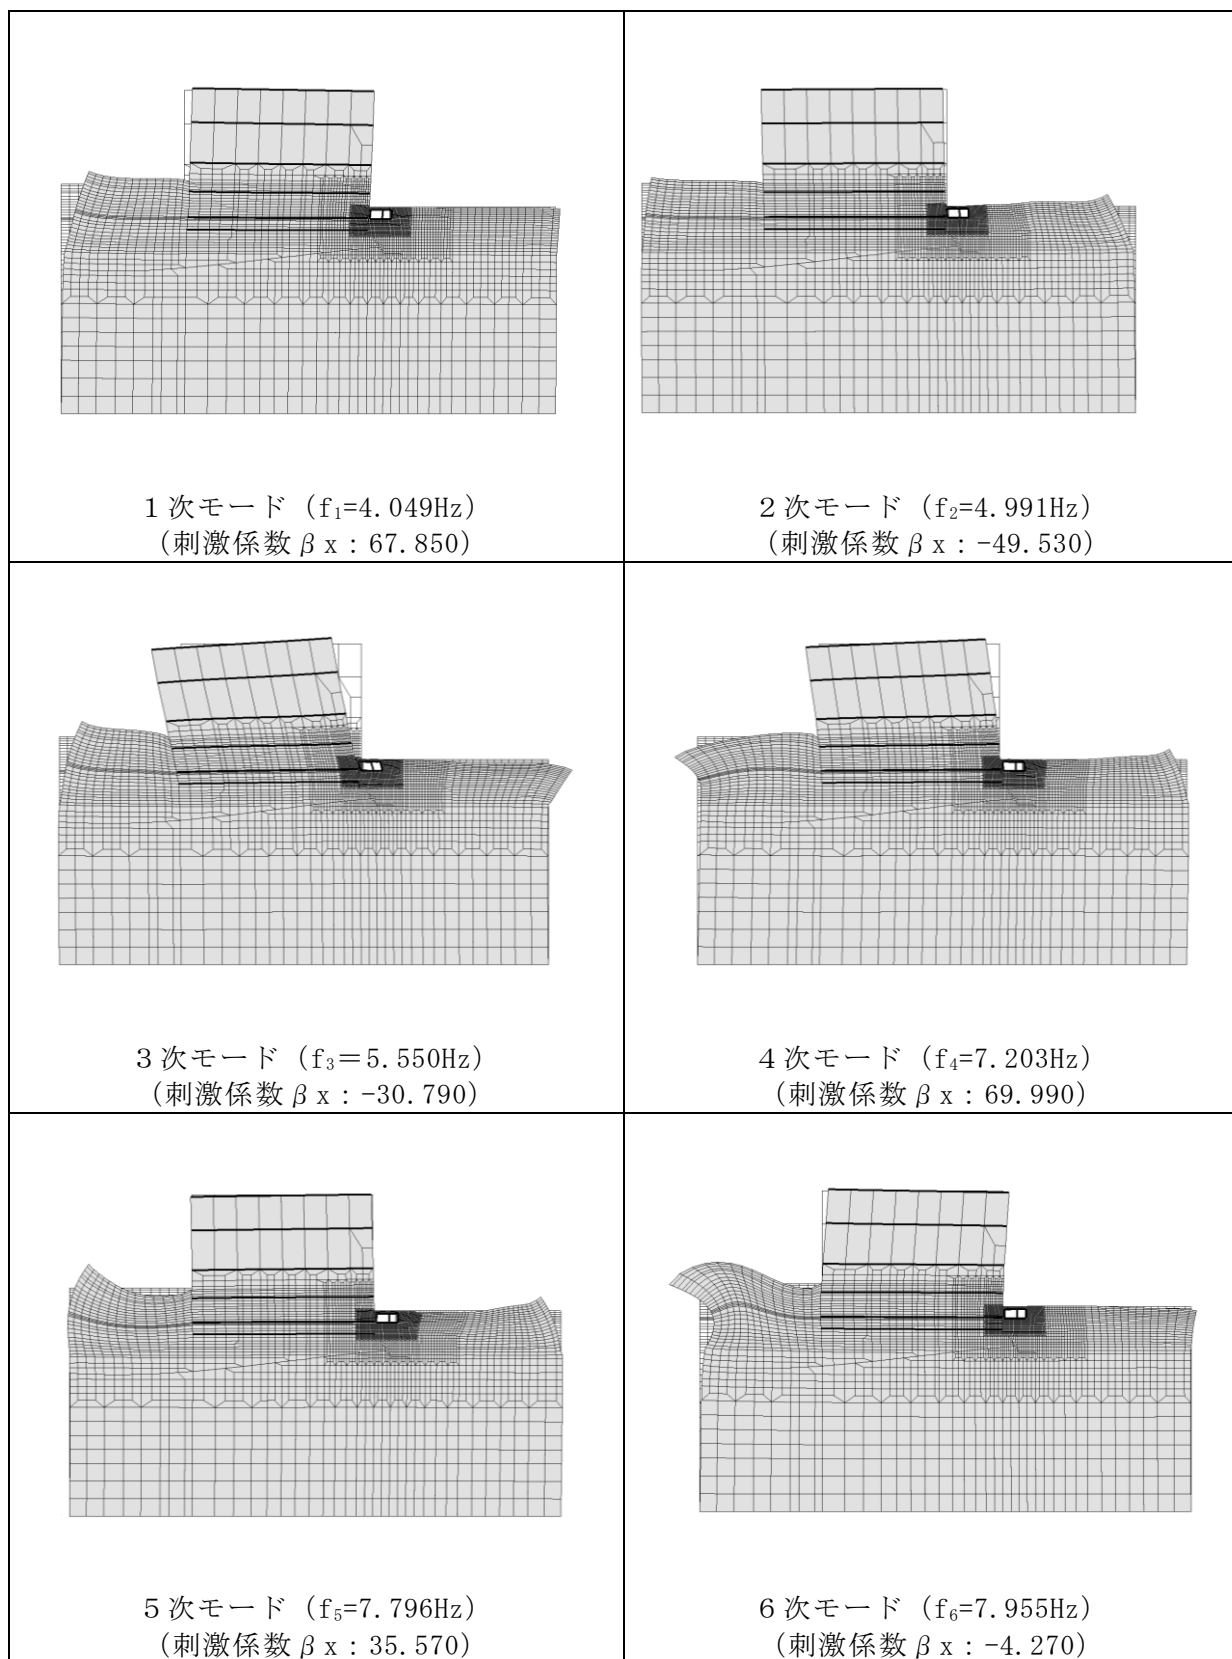 １次モード（f₁=4.049Hz）
（刺激係数βx：67.850）
２次モード（f₂=4.991Hz）
（刺激係数βx：-49.530）
３次モード（f₃＝5.550Hz）
（刺激係数βx：-30.790）
４次モード（f₄=7.203Hz）
（刺激係数βx：69.990）
５次モード（f₅=7.796Hz）
（刺激係数βx：35.570）
６次モード（f₆=7.955Hz）
（刺激係数βx：-4.270）